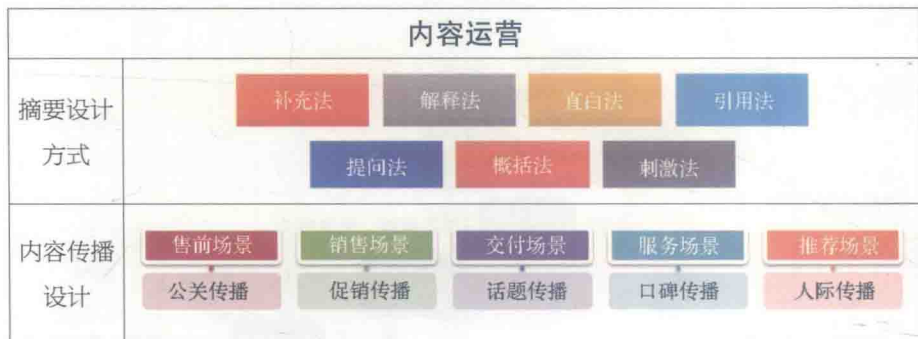 内容运营
摘要设计
方式
补充法 解释法 直白法 引用法
提问法 概括法 刺激法
内容传播
设计
售前场景 销售场景 交付场景 服务场景 推荐场景
公关传播 促销传播 话题传播 口碑传播 人际传播